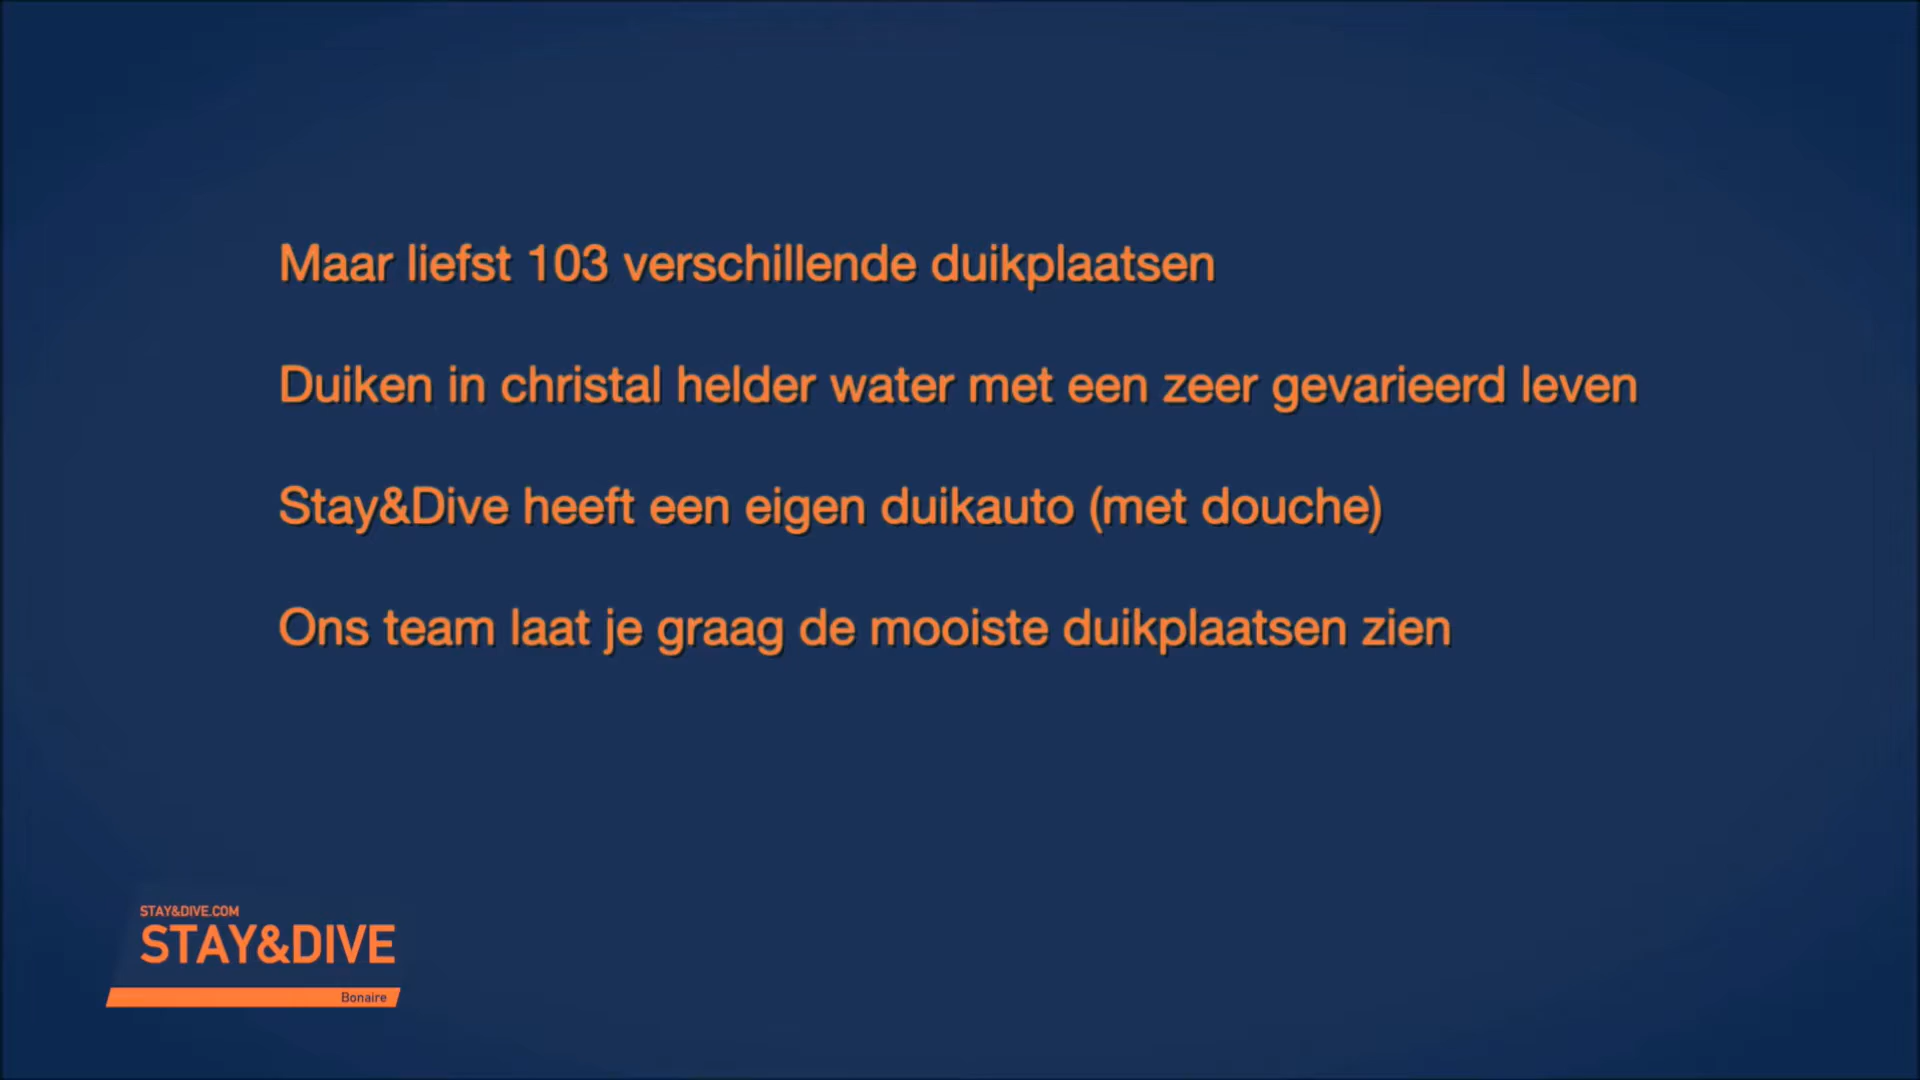 Maar liefst 103 verschillende duikplaatsen
Duiken in christal helder water met een zeer gevarieerd leven
Stay&Dive heeft een eigen duikauto (met douche)
Ons team laat je graag de mooiste duikplaatsen zien
STAY&DIVE.COM
STAY&DIVE
Bonaire